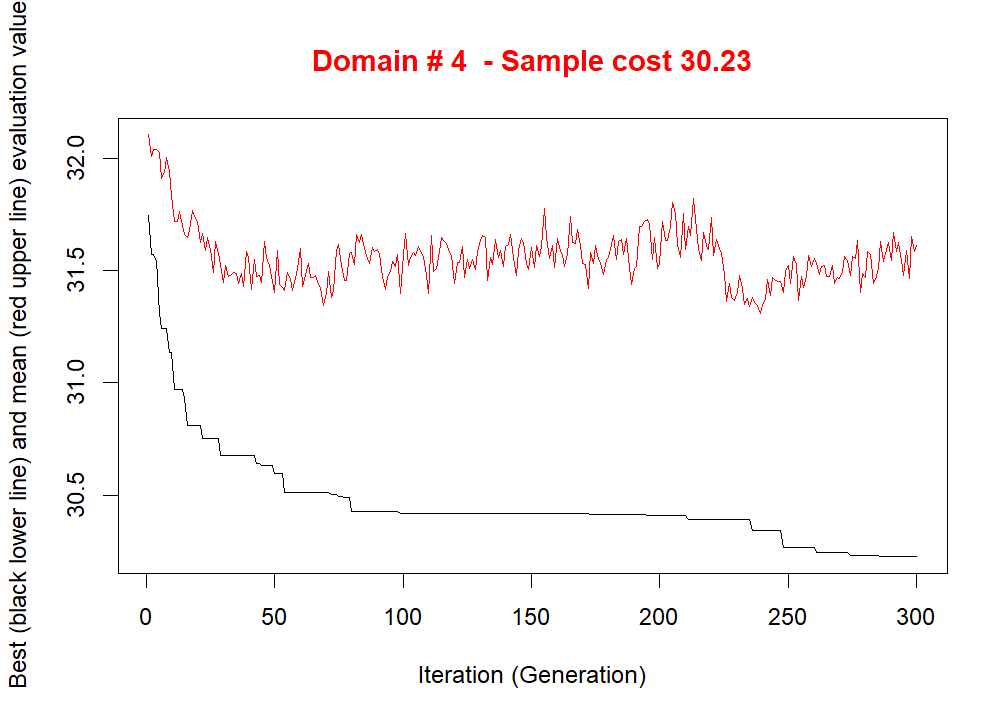 Domain # 4  - Sample cost 30.23
Best (black lower line) and mean (red upper line) evaluation value
32.0
31.5
31.0
30.5
0 50 100 150 200 250 300
Iteration (Generation)